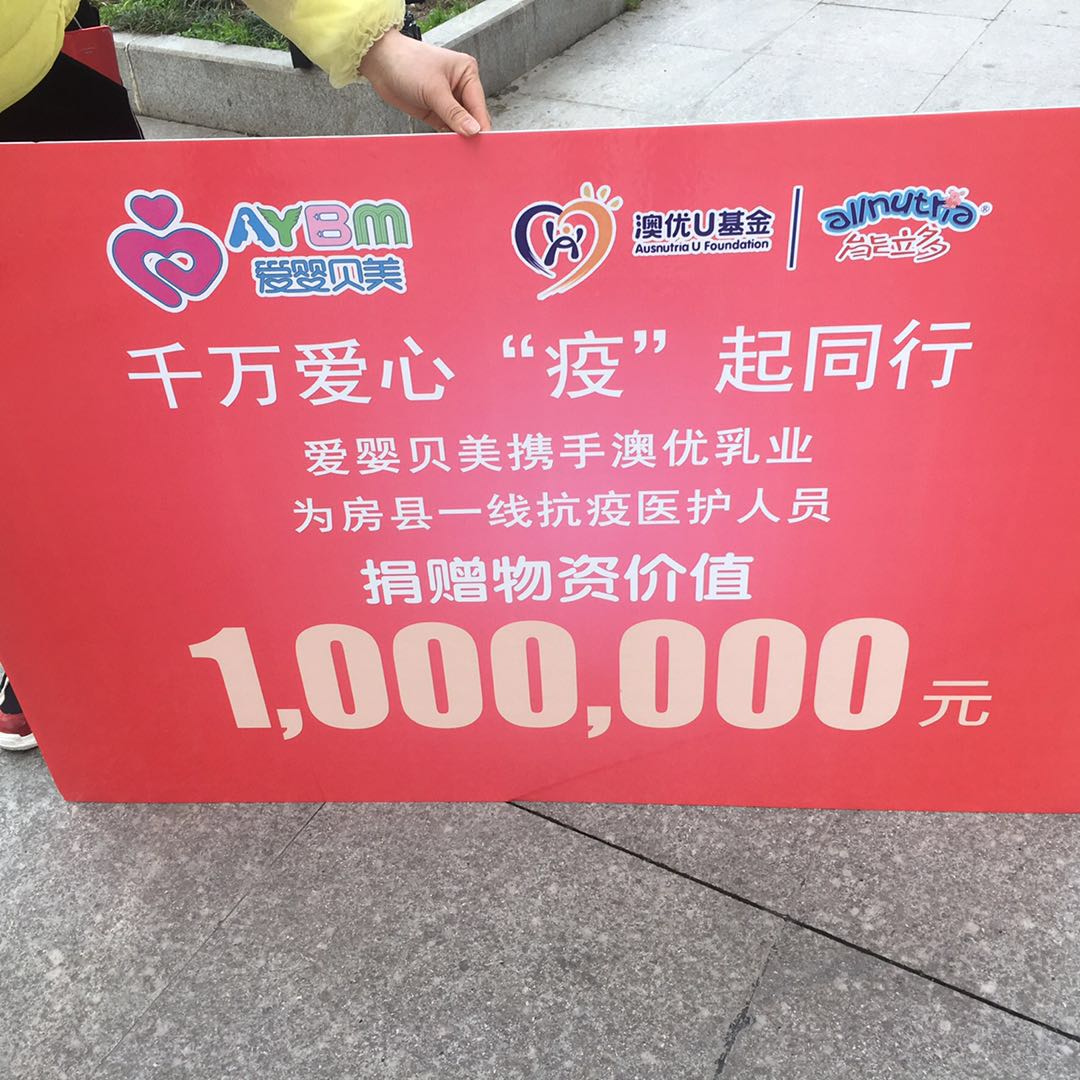 AYBM
爱婴贝美
澳优U基金
Ausnutria U Foundation
allnutria®
能立多
千万爱心“疫”起同行
爱婴贝美携手澳优乳业
为房县一线抗疫医护人员
捐赠物资价值
1,000,000元